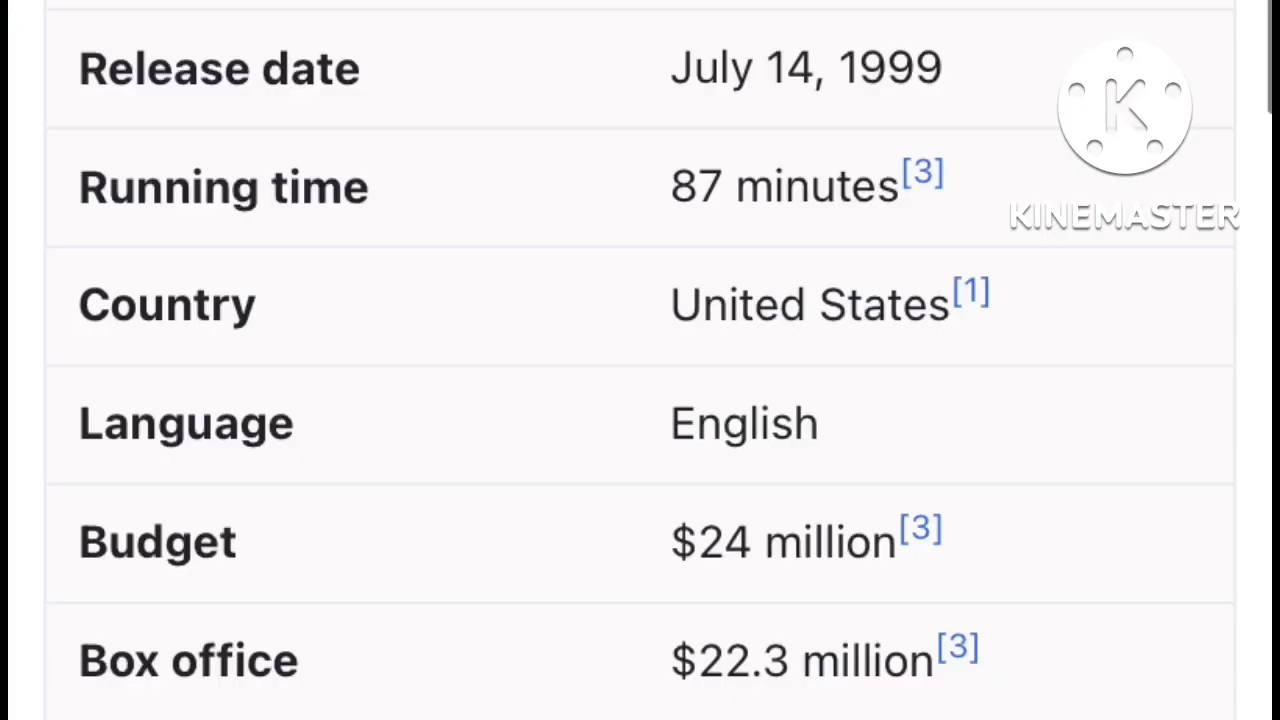 Release date July 14, 1999
Running time 87 minutes[3]
Country United States[1]
Language English
Budget $24 million[3]
Box office $22.3 million[3]
K
KINEMASTER